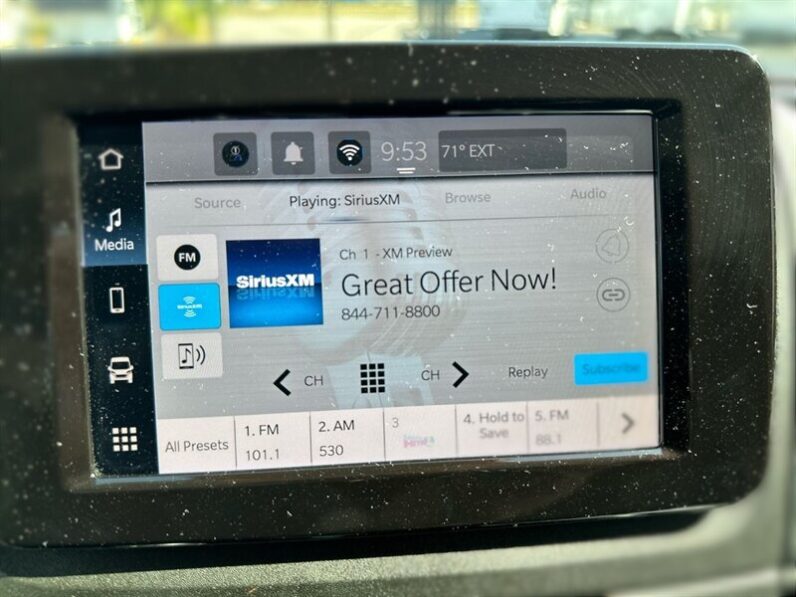 9:53
71° EXT
Source
Playing: SiriusXM
Browse
Audio
Media
FM
SiriusXM
SiriusXM
Ch 1 - XM Preview
Great Offer Now!
844-711-8800
CH
CH
Replay
Subscribe
All Presets
1. FM
101.1
2. AM
530
3
4. Hold to
Save
5. FM
88.1